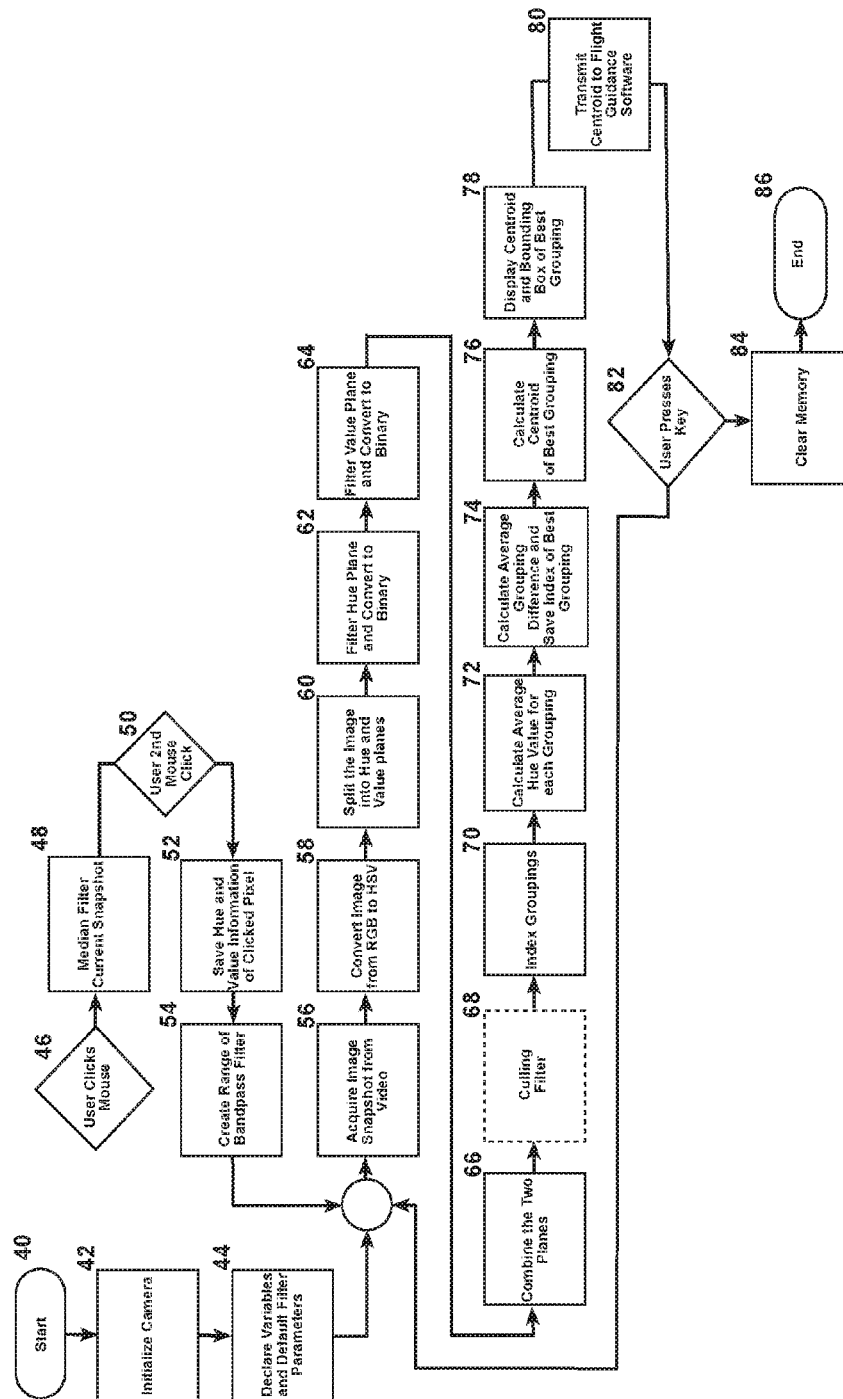 40
Start
42
Initialize Camera
44
Declare Variables
and Default Filter
Parameters
46
User Clicks
Mouse
48
Median Filter
Current Snapshot
50
User 2nd
Mouse
Click
52
Save Hue and
Value Information
of Clicked Pixel
54
Create Range of
Bandpass Filter
56
Acquire Image
Snapshot from
Video
58
Convert Image
from RGB to HSV
60
Split the Image
into Hue and
Value planes
62
Filter Hue Plane
and Convert to
Binary
64
Filter Value Plane
and Convert to
Binary
66
Combine the Two
Planes
68
Culling
Filter
70
Index Groupings
72
Calculate Average
Hue Value for
each Grouping
74
Calculate Average
Grouping
Difference and
Save Index of Best
Grouping
76
Calculate
Centroid
of Best Grouping
78
Display Centroid
and Bounding
Box of Best
Grouping
80
Transmit
Centroid to Flight
Guidance
Software
82
User Presses
Key
84
Clear Memory
86
End